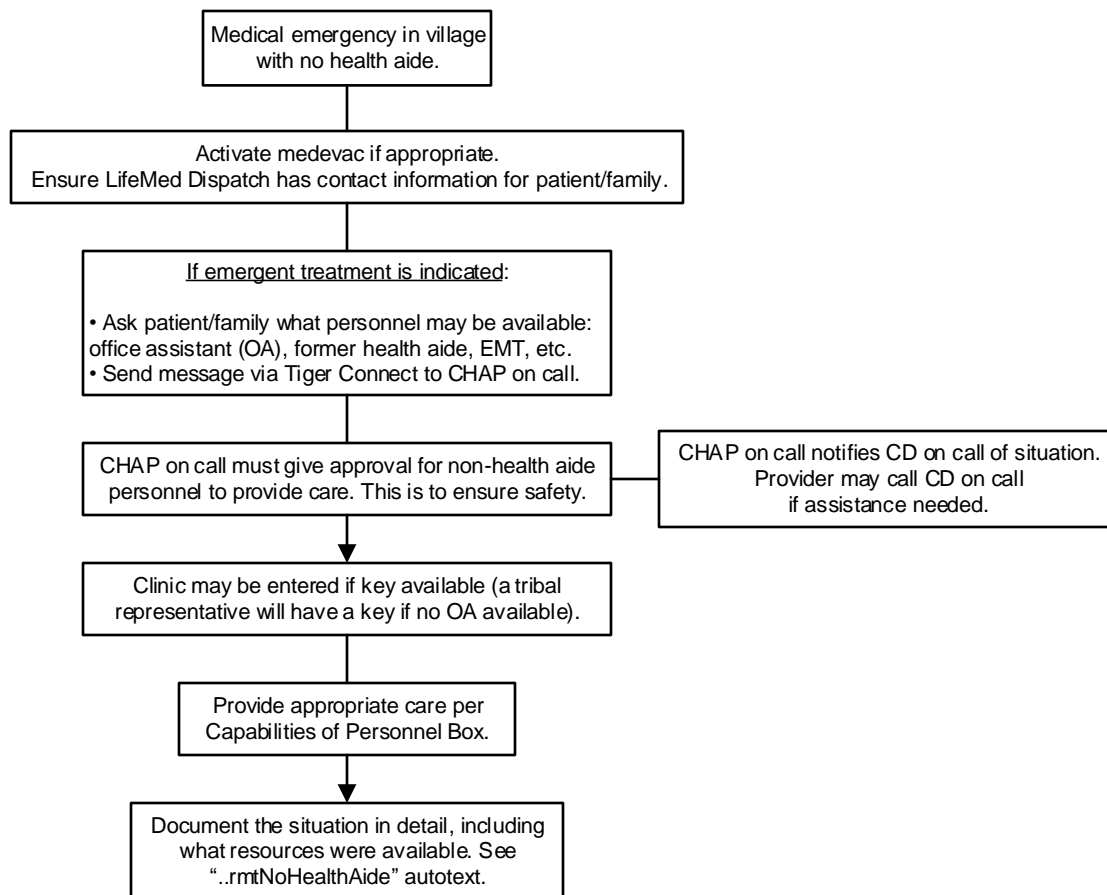 Medical emergency in village
with no health aide.
Activate medevac if appropriate.
Ensure LifeMed Dispatch has contact information for patient/family.
If emergent treatment is indicated:
• Ask patient/family what personnel may be available:
office assistant (OA), former health aide, EMT, etc.
• Send message via Tiger Connect to CHAP on call.
CHAP on call must give approval for non-health aide
personnel to provide care. This is to ensure safety.
CHAP on call notifies CD on call of situation.
Provider may call CD on call
if assistance needed.
Clinic may be entered if key available (a tribal
representative will have a key if no OA available).
Provide appropriate care per
Capabilities of Personnel Box.
Document the situation in detail, including
what resources were available. See
“..rmtNoHealthAide” autotext.